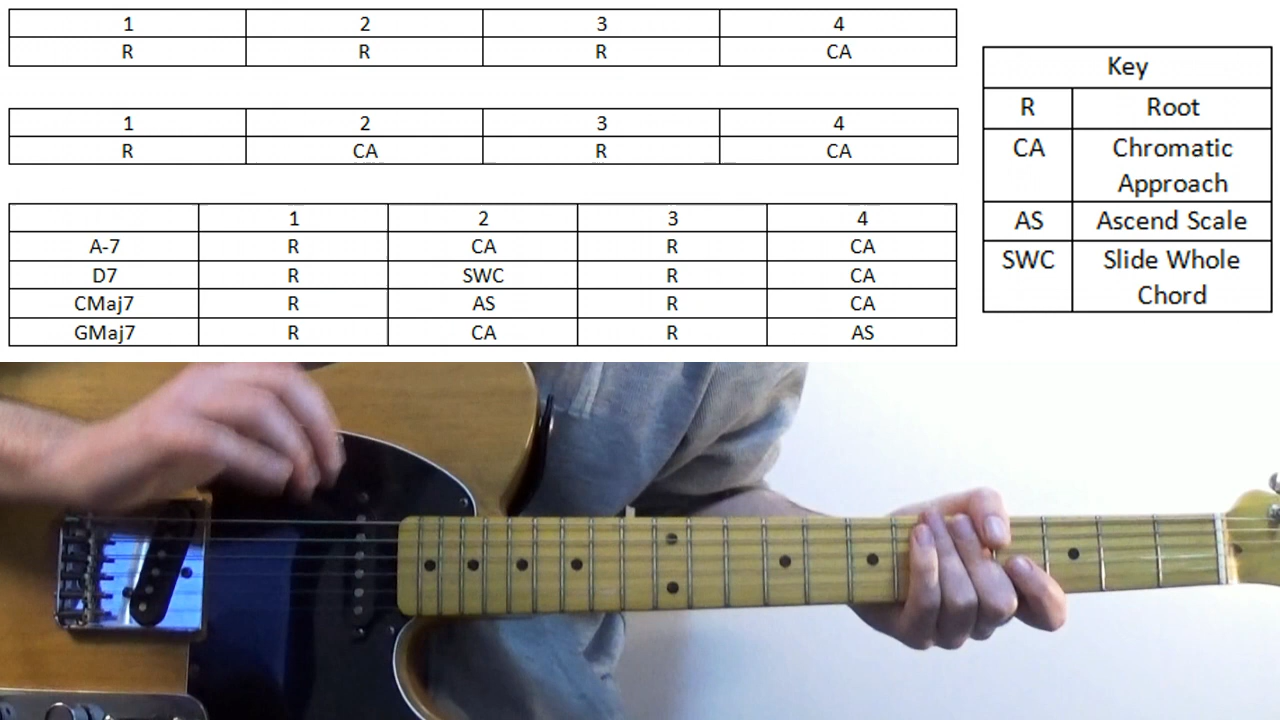 1 2 3 4
R R R CA
1 2 3 4
R CA R CA
1 2 3 4
A-7 R CA R CA
D7 R SWC R CA
CMaj7 R AS R CA
GMaj7 R CA R AS
Key
R Root
CA Chromatic
Approach
AS Ascend Scale
SWC Slide Whole
Chord